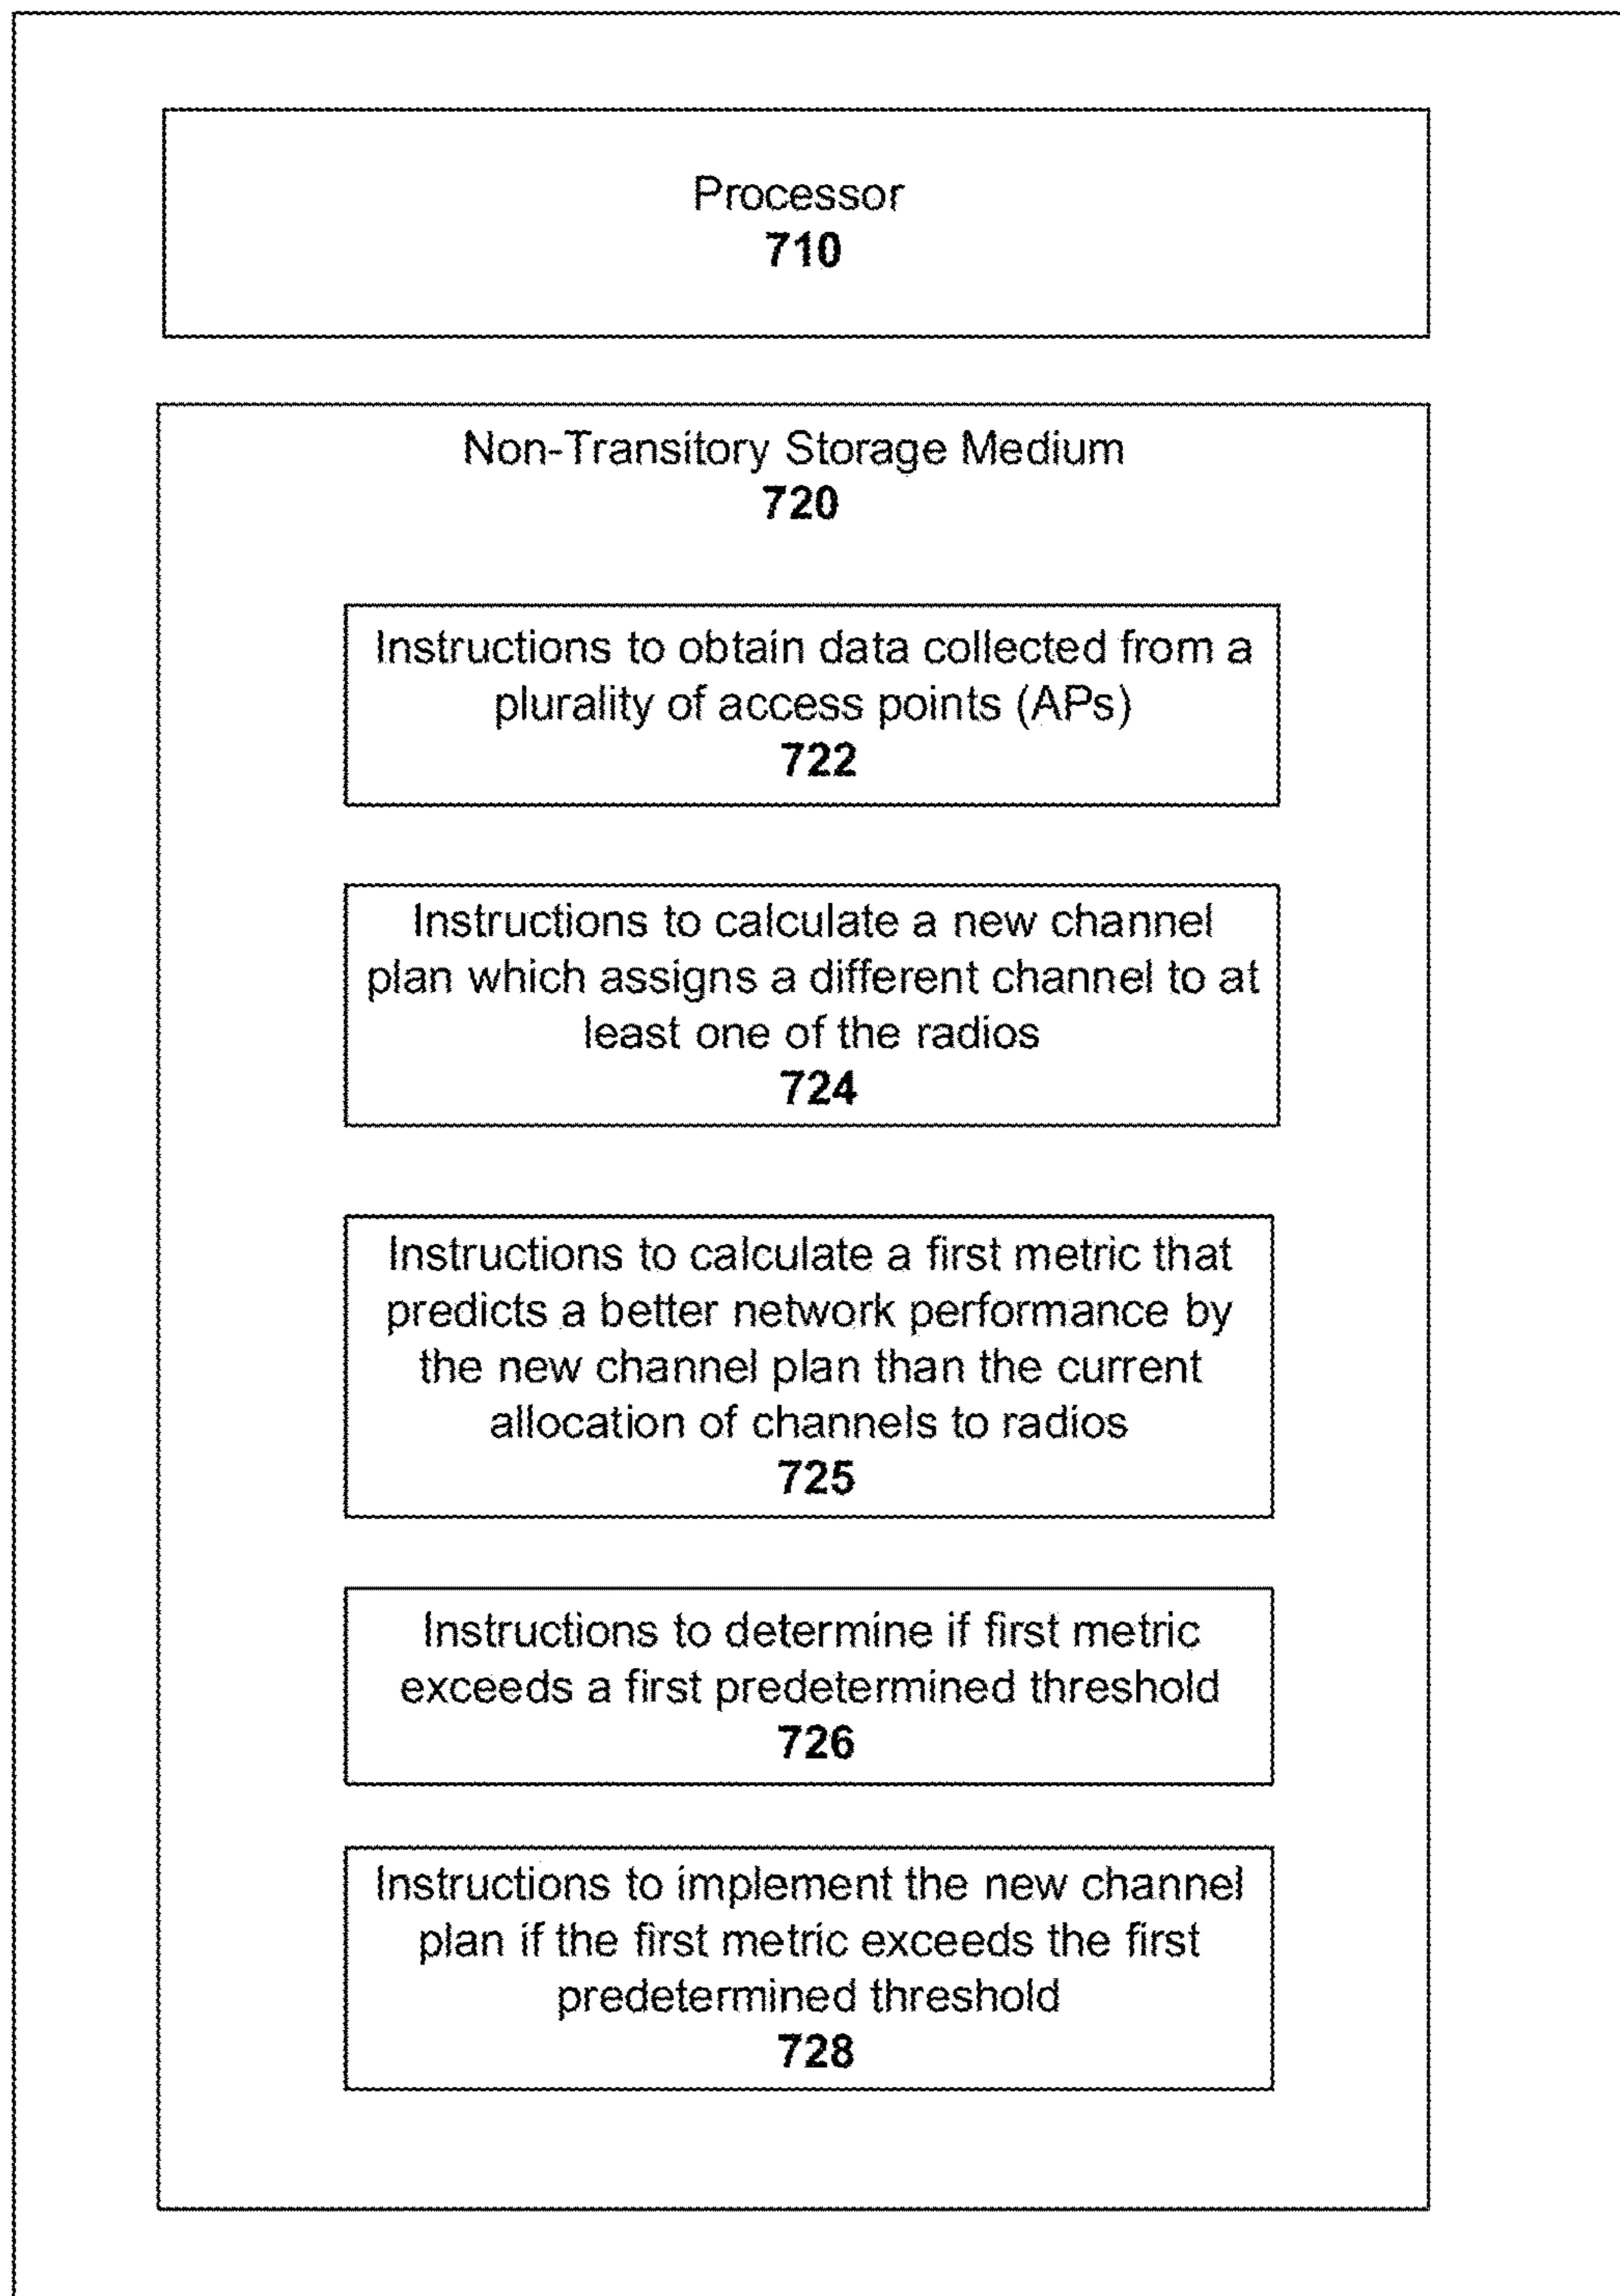 Processor
710
Non-Transitory Storage Medium
720
Instructions to obtain data collected from a
plurality of access points (APs)
722
Instructions to calculate a new channel
plan which assigns a different channel to at
least one of the radios
724
Instructions to calculate a first metric that
predicts a better network performance by
the new channel plan than the current
allocation of channels to radios
725
Instructions to determine if first metric
exceeds a first predetermined threshold
726
Instructions to implement the new channel
plan if the first metric exceeds the first
predetermined threshold
728